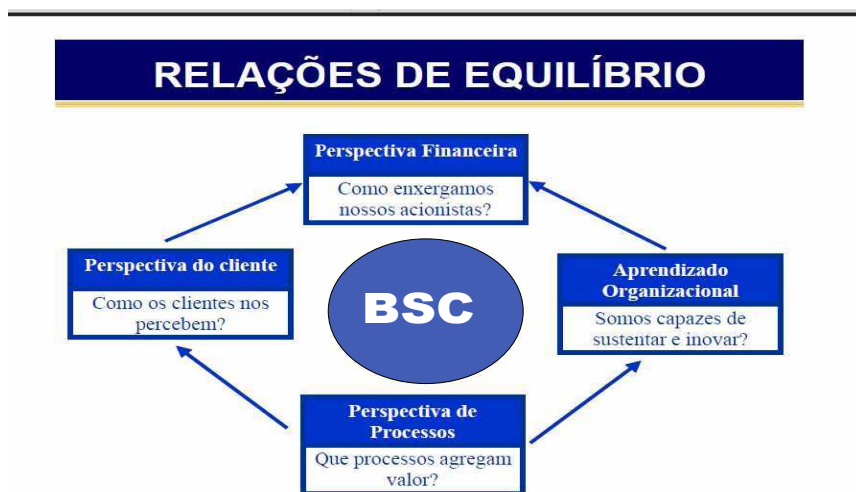 RELAÇÕES DE EQUILÍBRIO
Perspectiva Financeira
Como enxergamos
nossos acionistas?
Perspectiva do cliente
Como os clientes nos
percebem?
BSC
Aprendizado
Organizacional
Somos capazes de
sustentar e inovar?
Perspectiva de
Processos
Que processos agregam
valor?